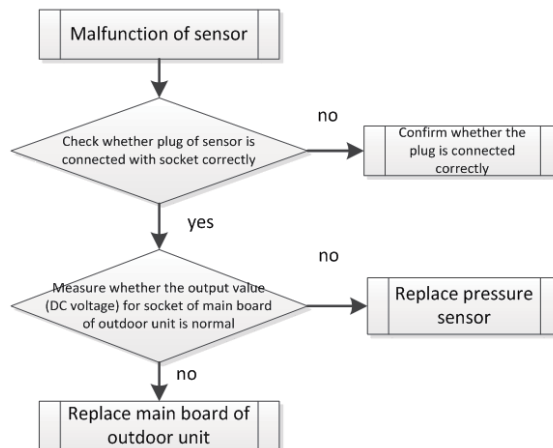 Malfunction of sensor
no
Check whether plug of sensor is
connected with socket correctly
Confirm whether the
plug is connected
correctly
yes
no
Measure whether the output value
(DC voltage) for socket of main board
of outdoor unit is normal
Replace pressure
sensor
no
Replace main board of
outdoor unit